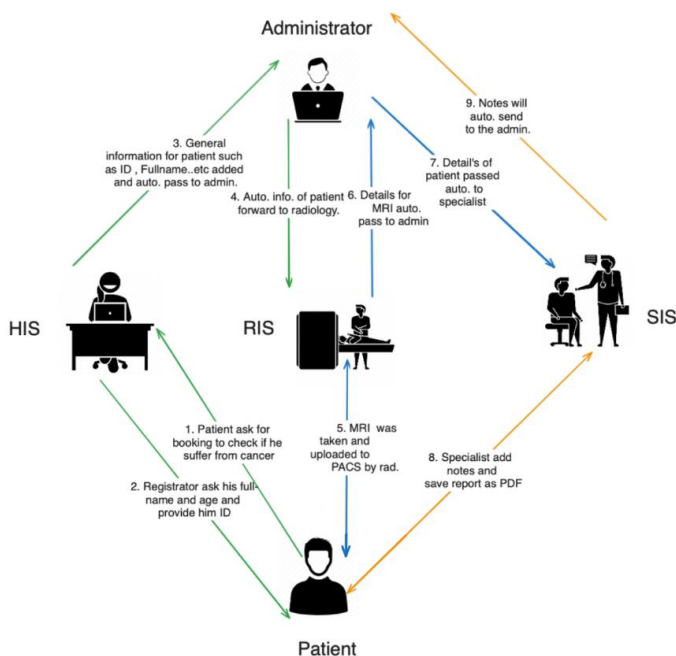 Administrator
9. Notes will
auto. send
to the admin.
3. General
information for patient such
as ID , Fullname..etc added
and auto. pass to admin.
7. Detail's of
patient passed
auto. to
specialist
4. Auto. info. of patient
forward to radiology.
6. Details for
MRI auto.
pass to admin
HIS
RIS
SIS
1. Patient ask for
booking to check if he
suffer from cancer
5. MRI was
taken and
uploaded to
PACS by rad.
2. Registrator ask his full-
name and age and
provide him ID
8. Specialist add
notes and
save report as PDF
Patient